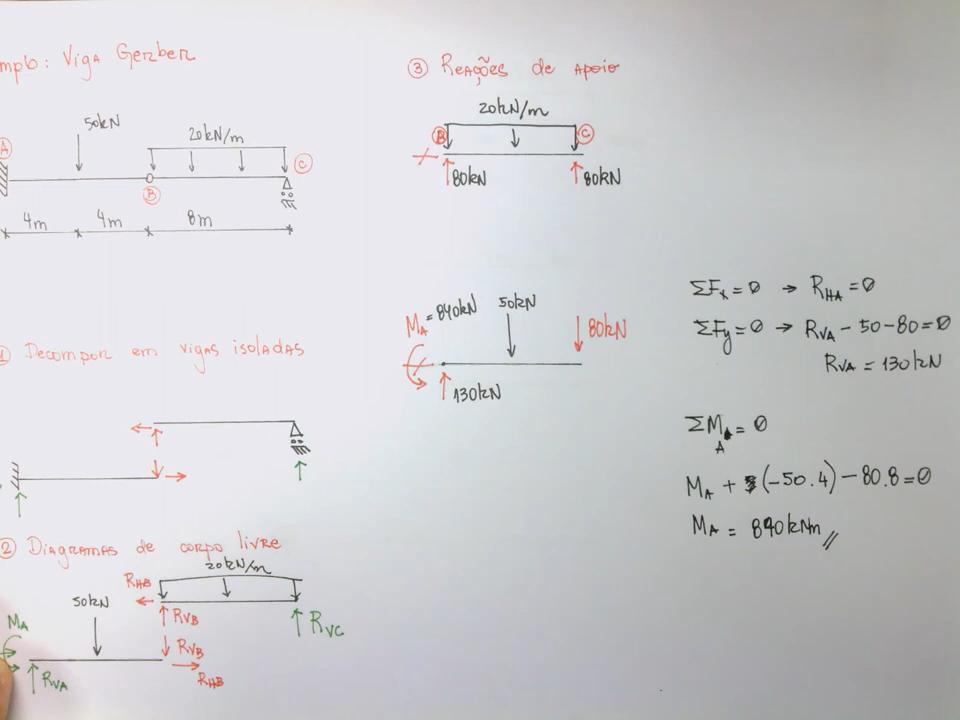 mplo: Viga Gerber
A
50kN
20kN/m
C
B
4m 4m 8m
1 Decompor em vigas isoladas
2 Diagramas de corpo livre
20kN/m
RHB
50kN
RVB
RVC
MA
RVB
RHB
RVA
3 Reações de apoio
20kN/m
B C
80kN 80kN
MA = 840kN 50kN
80kN
130kN
ΣFx = 0 → RHA = 0
ΣFy = 0 → RVA - 50 - 80 = 0
RVA = 130kN
ΣMA = 0
MA + (-50.4) - 80.8 = 0
MA = 840kNm //